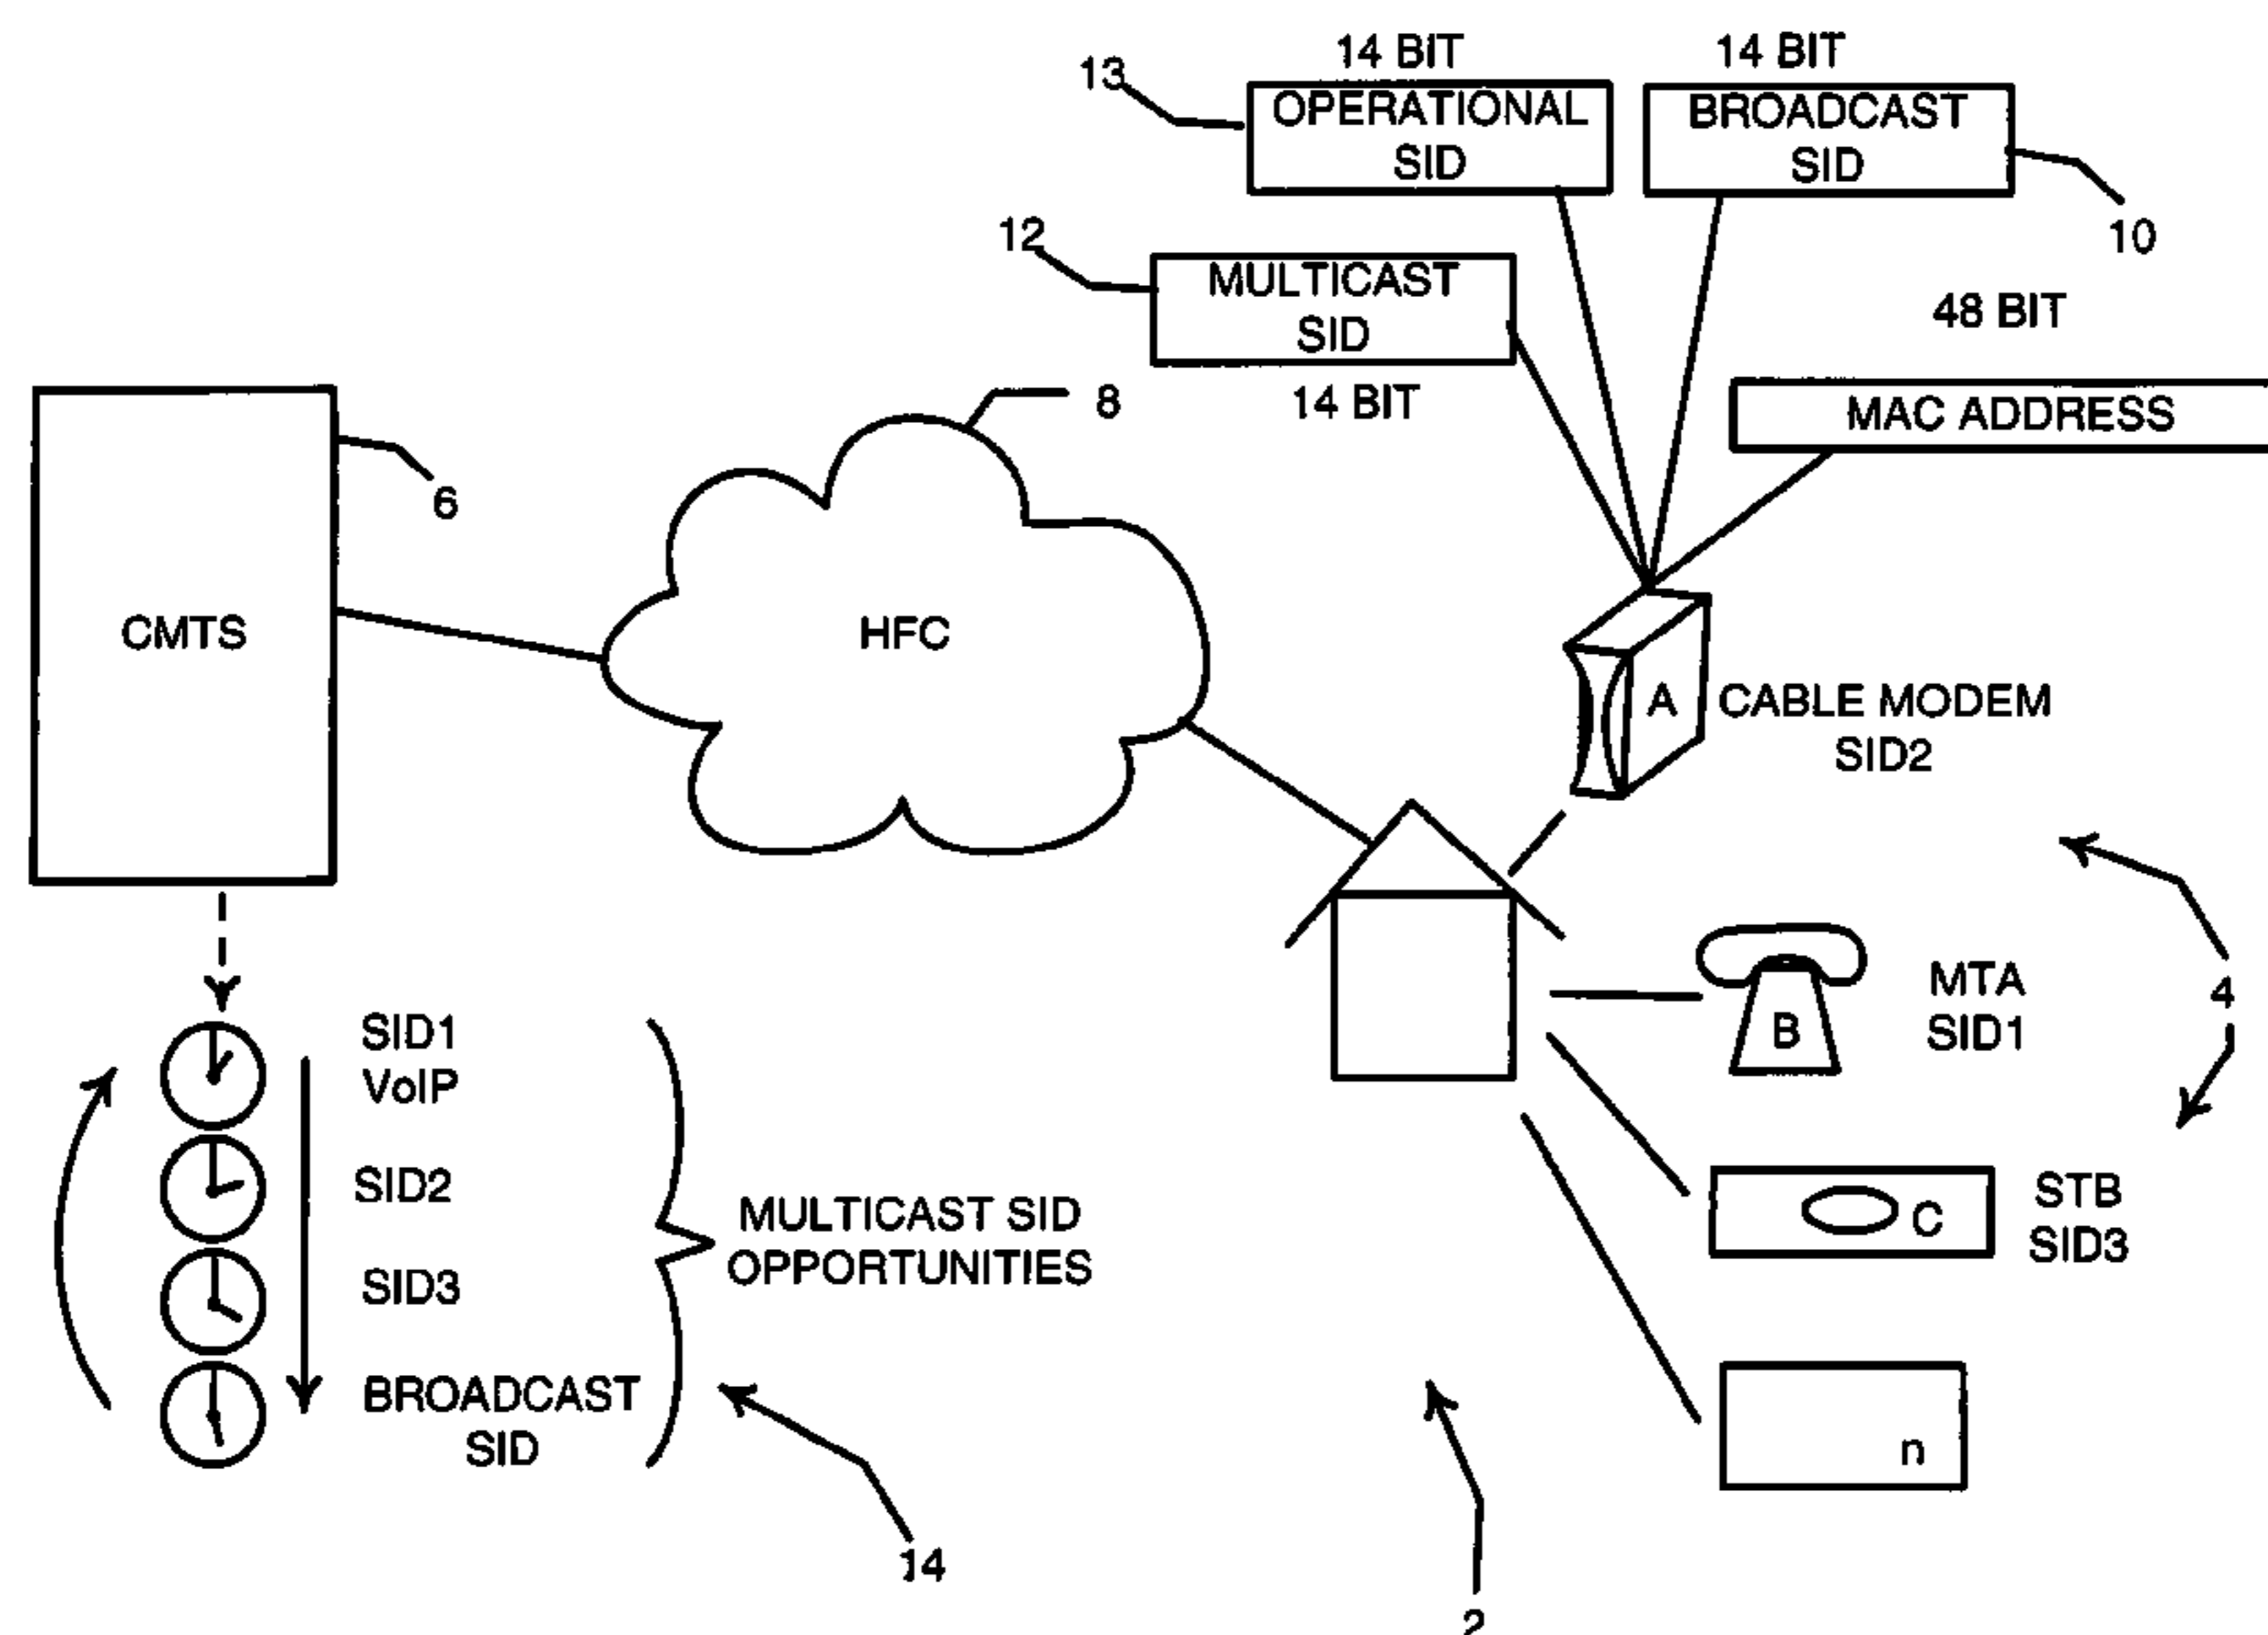 14 BIT
14 BIT
13
OPERATIONAL
SID
BROADCAST
SID
10
12
MULTICAST
SID
14 BIT
48 BIT
MAC ADDRESS
8
6
CMTS
HFC
A
CABLE MODEM
SID2
B
MTA
SID1
4
C
STB
SID3
n
SID1
VoIP
SID2
SID3
BROADCAST
SID
MULTICAST SID
OPPORTUNITIES
14
2